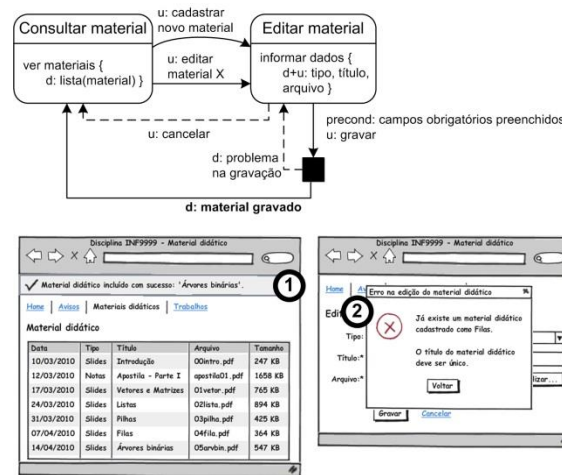 Consultar material
ver materiais {
d: lista(material) }
u: cadastrar
novo material
u: editar
material X
Editar material
informar dados {
d+u: tipo, título,
arquivo }
u: cancelar
precond: campos obrigatórios preenchidos
u: gravar
d: problema
na gravação
d: material gravado
Disciplina INF9999 - Material didático
Material didático incluído com sucesso: 'Árvores binárias'.
1
Home | Avisos | Materiais didáticos | Trabalhos
Material didático
Data Tipo Título Arquivo Tamanho
10/03/2010 Slides Introdução 00intro.pdf 247 KB
12/03/2010 Notas Apostila - Parte I apostila01.pdf 1658 KB
17/03/2010 Slides Vetores e Matrizes 01vetor.pdf 765 KB
24/03/2010 Slides Listas 02lista.pdf 894 KB
31/03/2010 Slides Pilhas 03pilha.pdf 425 KB
07/04/2010 Slides Filas 04fila.pdf 364 KB
14/04/2010 Slides Árvores binárias 05arvbin.pdf 547 KB
Disciplina INF9999 - Material didático
Home | Av
Erro na edição do material didático
2
Edi
Já existe um material didático
cadastrado como Filas.
Tipo:
O título do material didático
deve ser único.
Título:*
Arquivo:*
lizar...
Voltar
Gravar Cancelar